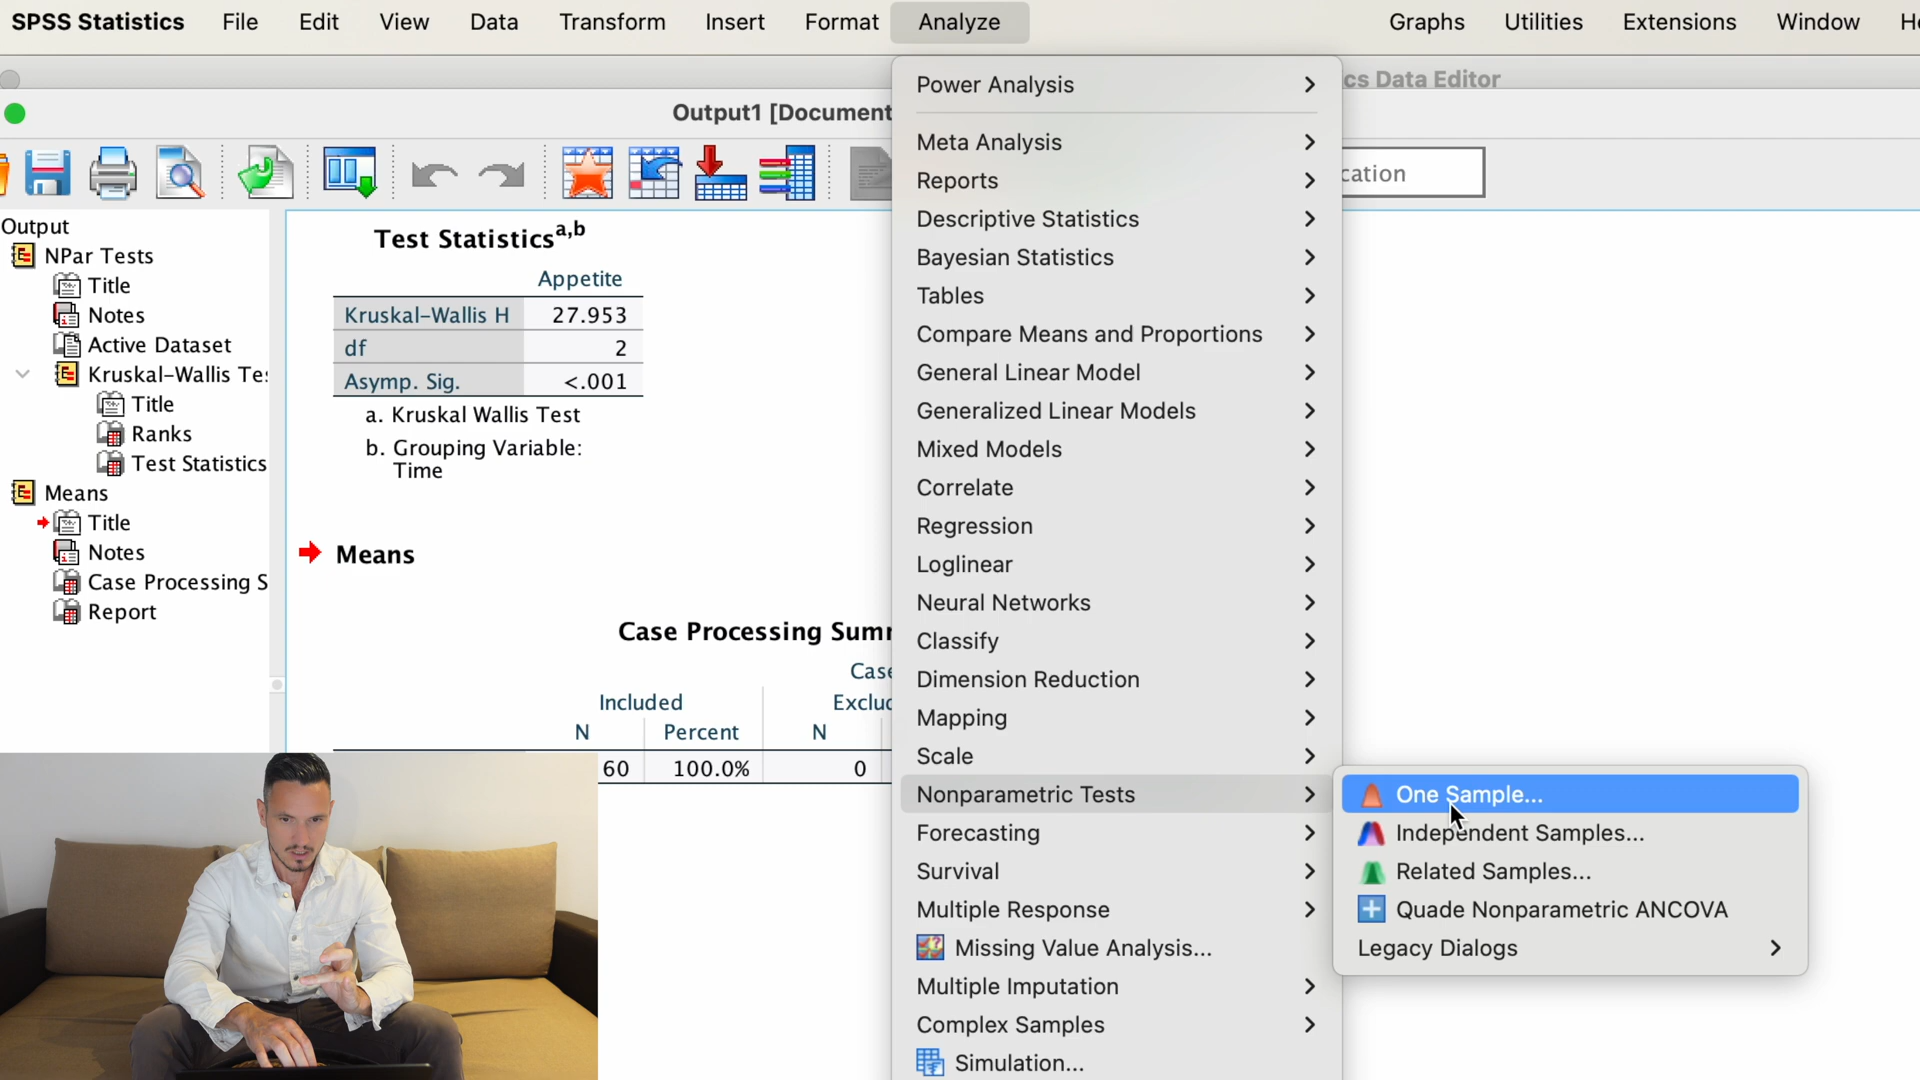 SPSS Statistics File Edit View Data Transform Insert Format Analyze Graphs Utilities Extensions Window
cs Data Editor
Output1 [Document
cation
Output
NPar Tests
Title
Notes
Active Dataset
Kruskal-Wallis Te
Title
Ranks
Test Statistics
Means
Title
Notes
Case Processing S
Report
Test Statistics a,b
Appetite
Kruskal-Wallis H 27.953
df 2
Asymp. Sig. <.001
a. Kruskal Wallis Test
b. Grouping Variable:
Time
Means
Case Processing Sum
Case
Included Exclu
N Percent N
60 100.0% 0
Power Analysis
Meta Analysis
Reports
Descriptive Statistics
Bayesian Statistics
Tables
Compare Means and Proportions
General Linear Model
Generalized Linear Models
Mixed Models
Correlate
Regression
Loglinear
Neural Networks
Classify
Dimension Reduction
Mapping
Scale
Nonparametric Tests
Forecasting
Survival
Multiple Response
Missing Value Analysis...
Multiple Imputation
Complex Samples
Simulation...
One Sample...
Independent Samples...
Related Samples...
Quade Nonparametric ANCOVA
Legacy Dialogs